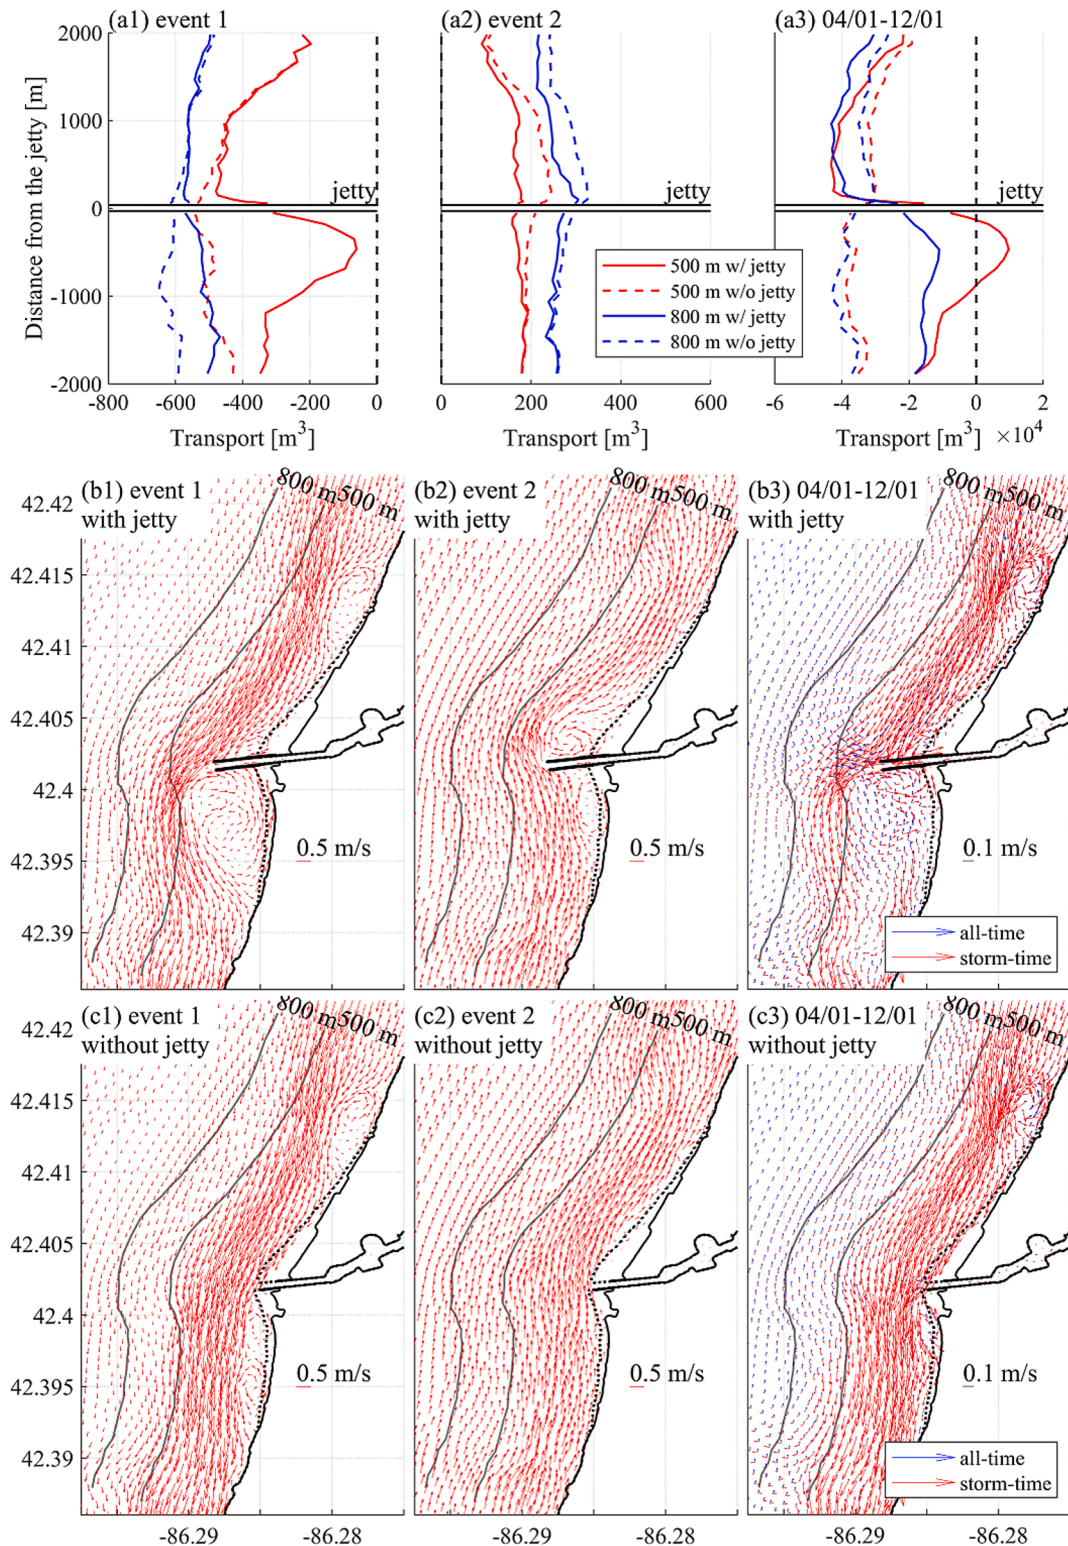 (a1) event 1
(a2) event 2
(a3) 04/01-12/01
Distance from the jetty [m]
2000
1000
0
-1000
-2000
jetty
jetty
500 m w/ jetty
500 m w/o jetty
800 m w/ jetty
800 m w/o jetty
-800 -600 -400 -200 0
0 200 400 600
-6 -4 -2 0 2
Transport [m³]
Transport [m³]
Transport [m³] ×10⁴
(b1) event 1
with jetty
800 m 500 m
(b2) event 2
with jetty
800 m 500 m
(b3) 04/01-12/01
with jetty
800 m 500 m
42.42
42.415
42.41
42.405
42.4
42.395
42.39
0.5 m/s
0.5 m/s
0.1 m/s
all-time
storm-time
(c1) event 1
without jetty
800 m 500 m
(c2) event 2
without jetty
800 m 500 m
(c3) 04/01-12/01
without jetty
800 m 500 m
42.42
42.415
42.41
42.405
42.4
42.395
42.39
0.5 m/s
0.5 m/s
0.1 m/s
all-time
storm-time
-86.29 -86.28
-86.29 -86.28
-86.29 -86.28